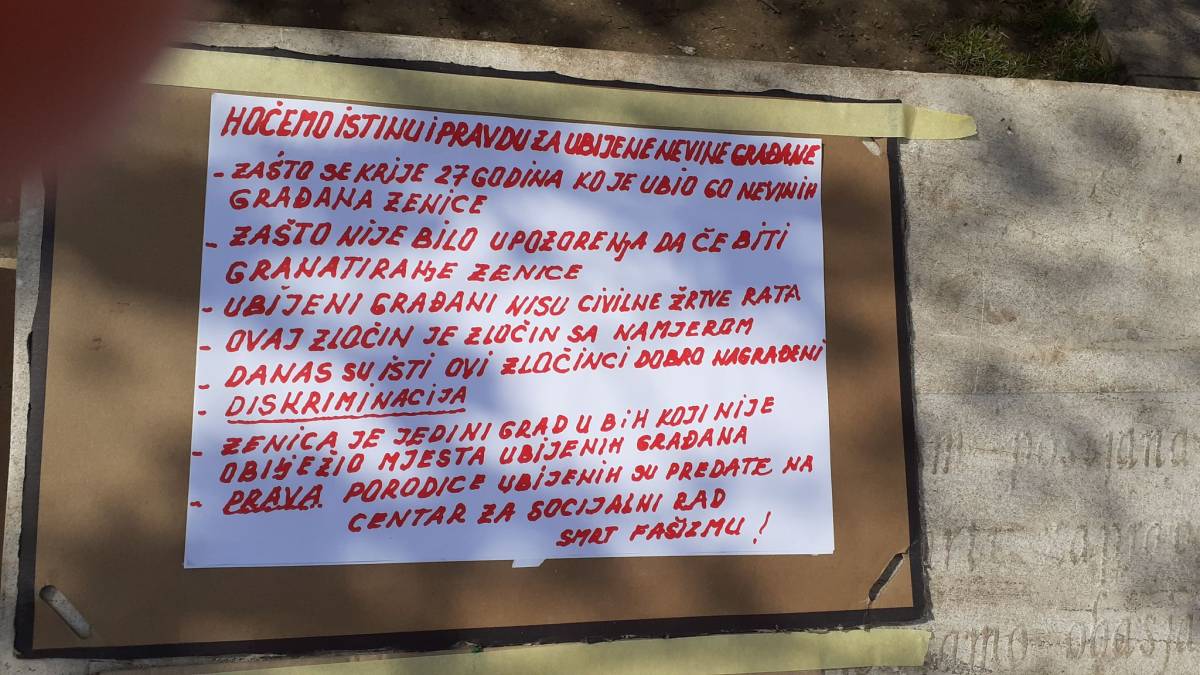 HOĆEMO ISTINU I PRAVDU ZA UBIJENE NEVINE GRAĐANE
- ZAŠTO SE KRIJE 27 GODINA KO JE UBIO 60 NEVINIH
GRAĐANA ZENICE
- ZAŠTO NIJE BILO UPOZORENJA DA ČE BITI
GRANATIRANJE ZENICE
- UBIJENI GRAĐANI NISU CIVILNE ŽRTVE RATA
- OVAJ ZLOČIN JE ZLOČIN SA NAMJEROM
- DANAS SU ISTI OVI ZLOČINCI DOBRO NAGRAĐENI
- DISKRIMINACIJA
- ZENICA JE JEDINI GRAD U BiH KOJI NIJE
OBILJEŽIO MJESTA UBIJENIH GRAĐANA
- PRAVA PORODICE UBIJENIH SU PREDATE NA
CENTAR ZA SOCIJALNI RAD
SMRT FAŠIZMU!